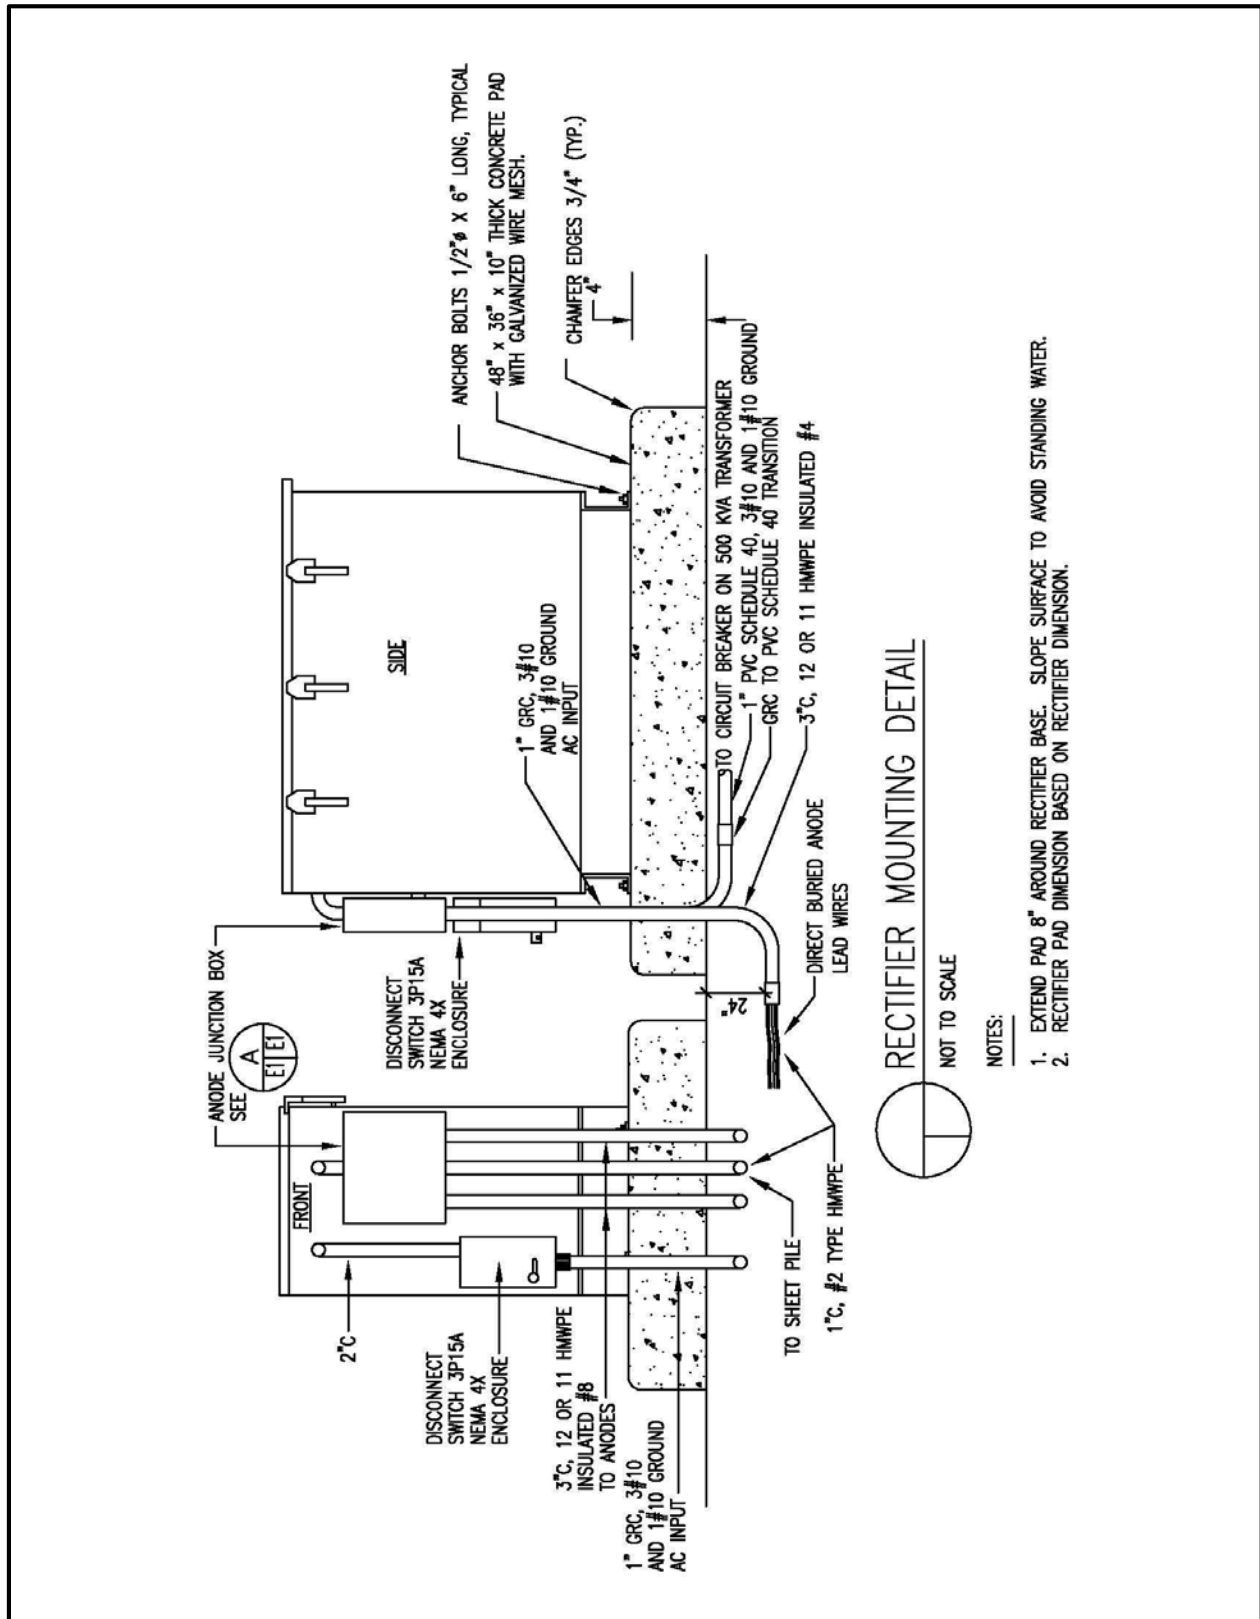 ANODE JUNCTION BOX
SEE
A
E1 E1
FRONT
2"C
DISCONNECT
SWITCH 3P15A
NEMA 4X
ENCLOSURE
3"C, 12 OR 11 HMWPE
INSULATED #8
TO ANODES
1" GRC, 3#10
AND 1#10 GROUND
AC INPUT
TO SHEET PILE
1"C, #2 TYPE HMWPE
DISCONNECT
SWITCH 3P15A
NEMA 4X
ENCLOSURE
SIDE
1" GRC, 3#10
AND 1#10 GROUND
AC INPUT
ANCHOR BOLTS 1/2"ø X 6" LONG, TYPICAL
48" x 36" x 10" THICK CONCRETE PAD
WITH GALVANIZED WIRE MESH.
CHAMFER EDGES 3/4" (TYP.)
4"
TO CIRCUIT BREAKER ON 500 KVA TRANSFORMER
1" PVC SCHEDULE 40, 3#10 AND 1#10 GROUND
GRC TO PVC SCHEDULE 40 TRANSITION
3"C, 12 OR 11 HMWPE INSULATED #4
24"
DIRECT BURIED ANODE
LEAD WIRES
RECTIFIER MOUNTING DETAIL
NOT TO SCALE
NOTES:
1. EXTEND PAD 8" AROUND RECTIFIER BASE. SLOPE SURFACE TO AVOID STANDING WATER.
2. RECTIFIER PAD DIMENSION BASED ON RECTIFIER DIMENSION.